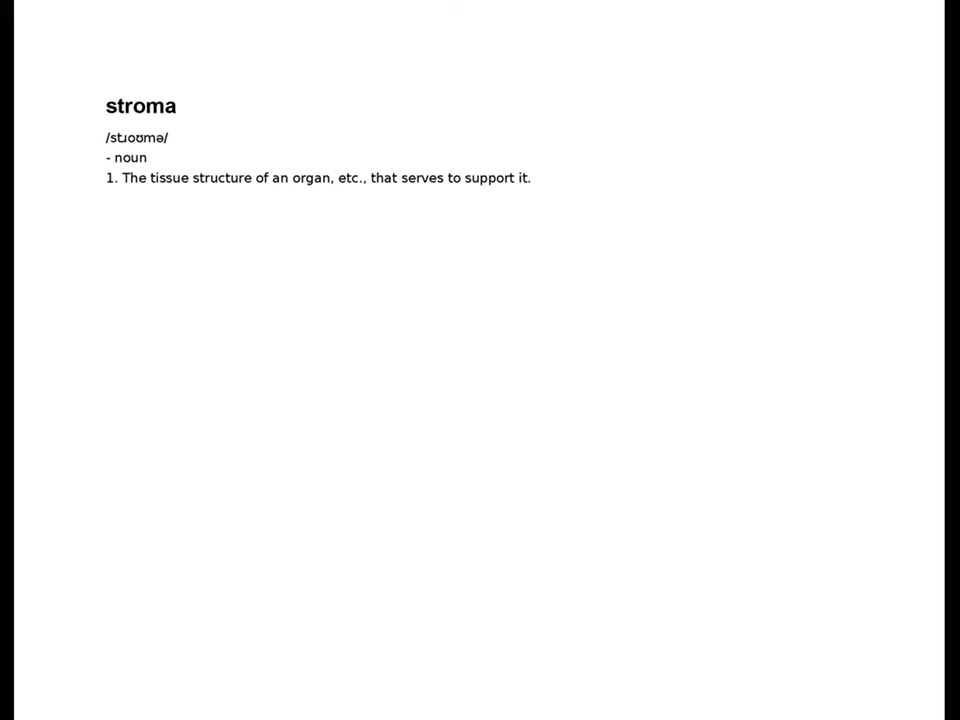 stroma
/stɹoʊmə/
- noun
1. The tissue structure of an organ, etc., that serves to support it.